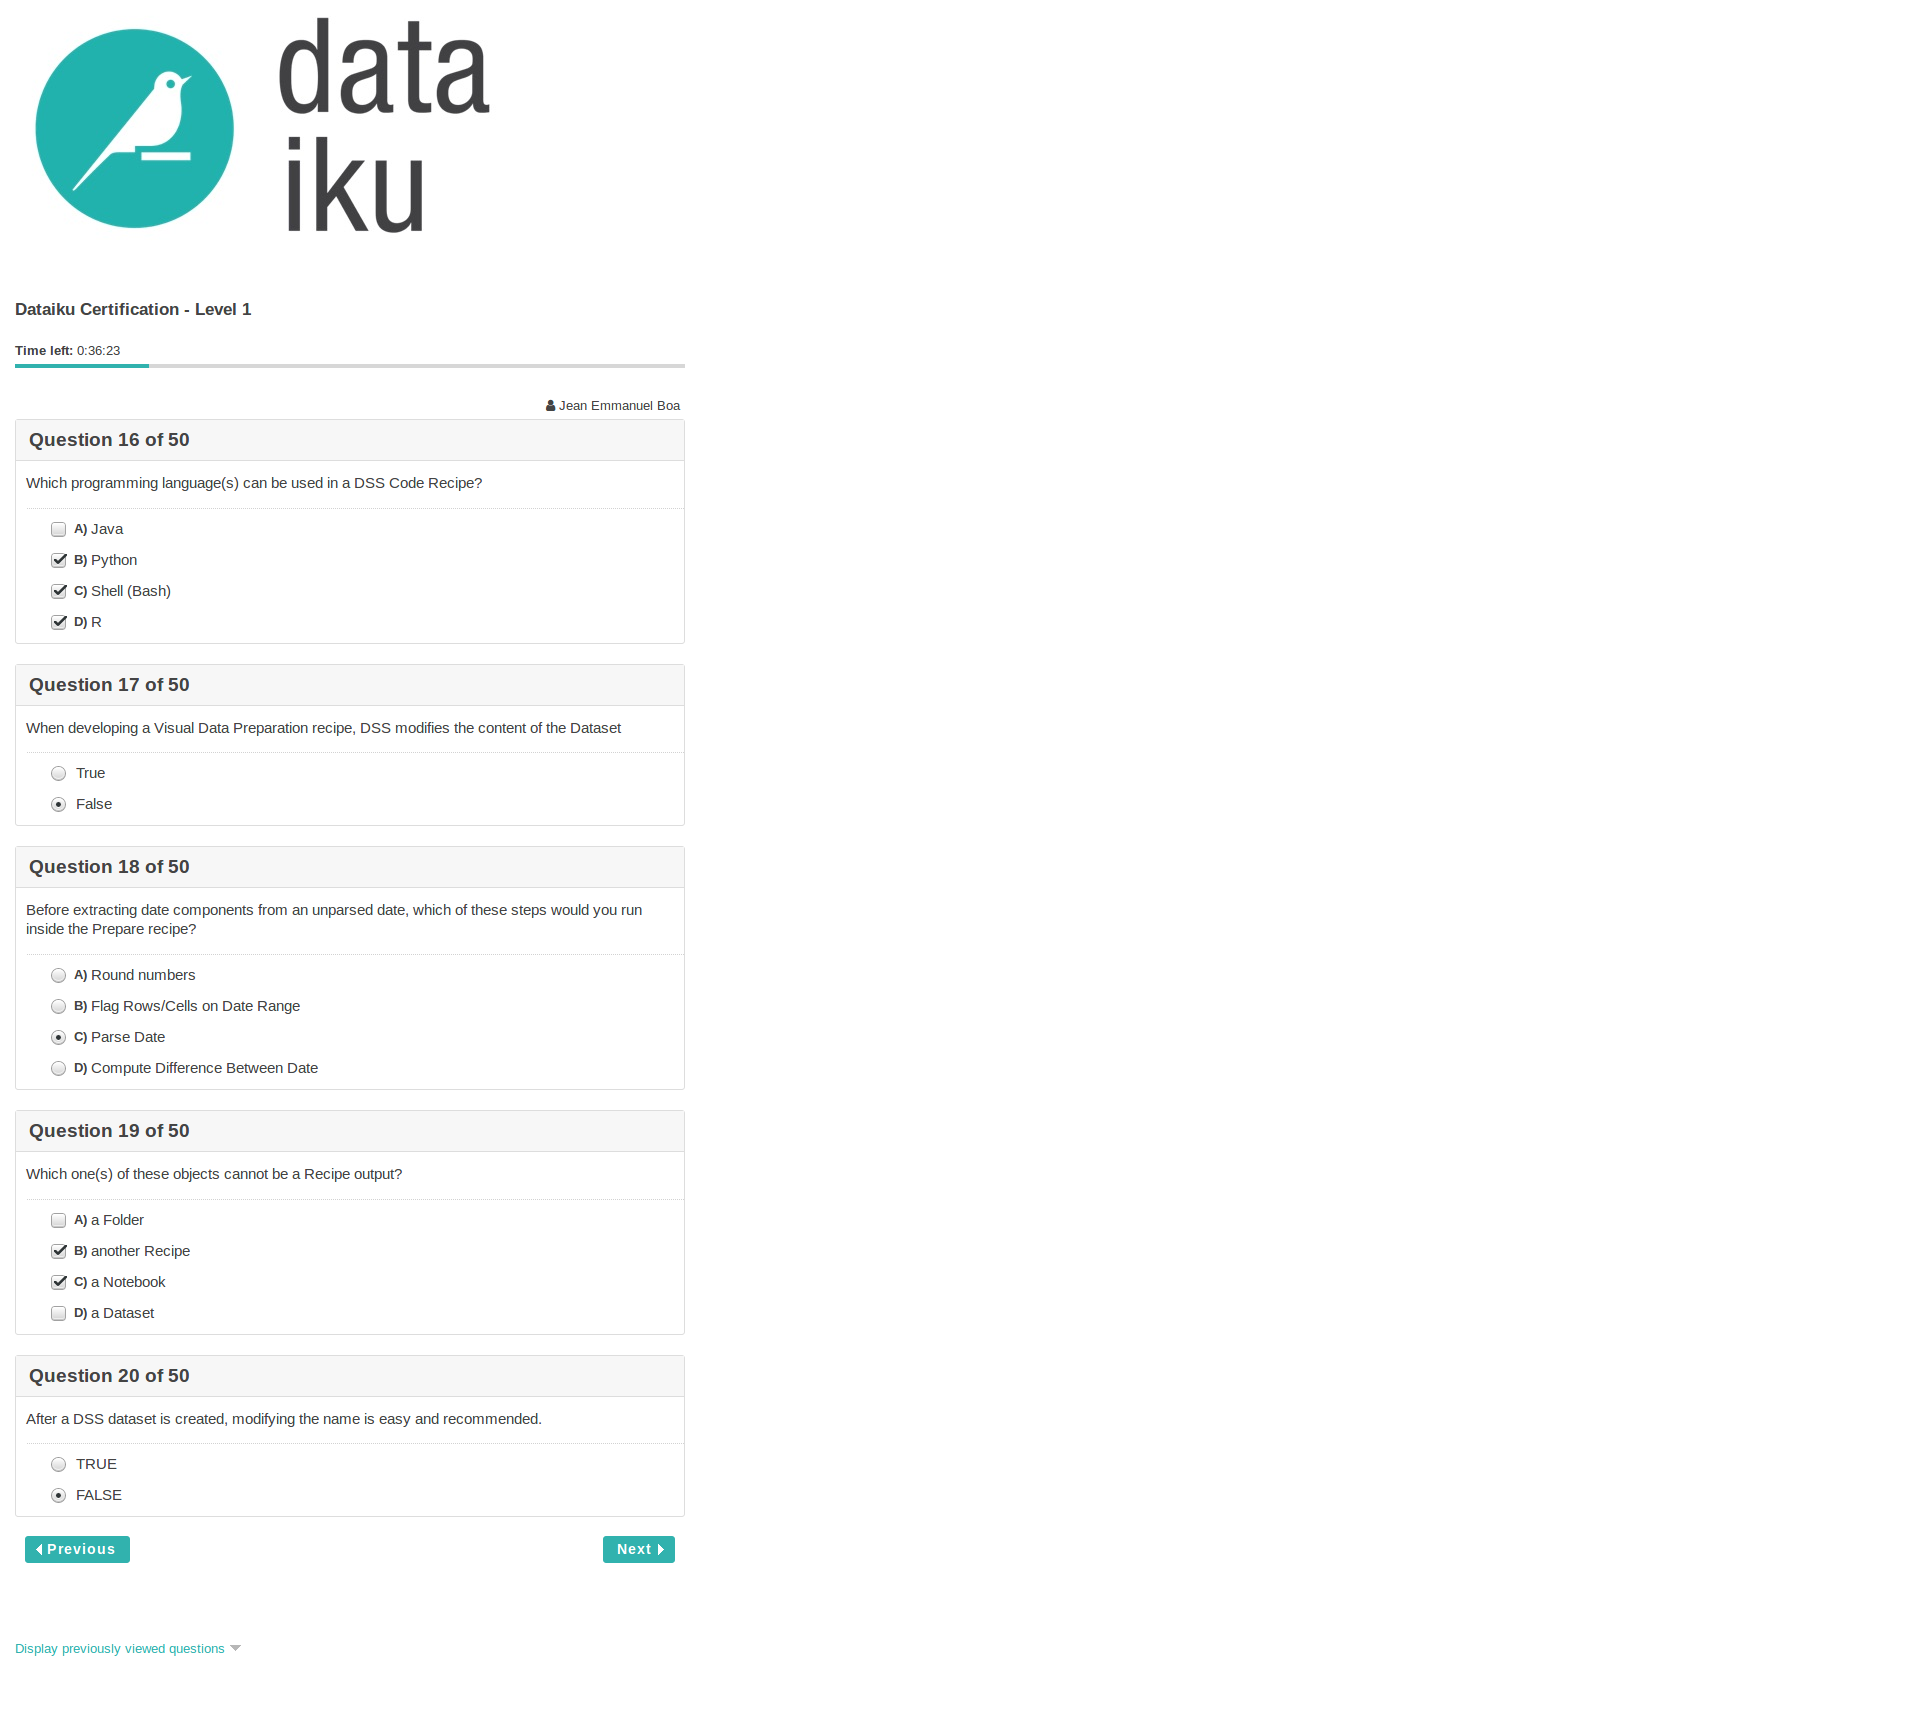 data
iku
Dataiku Certification - Level 1
Time left: 0:36:23
Jean Emmanuel Boa
Question 16 of 50
Which programming language(s) can be used in a DSS Code Recipe?
A) Java
B) Python
C) Shell (Bash)
D) R
Question 17 of 50
When developing a Visual Data Preparation recipe, DSS modifies the content of the Dataset
True
False
Question 18 of 50
Before extracting date components from an unparsed date, which of these steps would you run
inside the Prepare recipe?
A) Round numbers
B) Flag Rows/Cells on Date Range
C) Parse Date
D) Compute Difference Between Date
Question 19 of 50
Which one(s) of these objects cannot be a Recipe output?
A) a Folder
B) another Recipe
C) a Notebook
D) a Dataset
Question 20 of 50
After a DSS dataset is created, modifying the name is easy and recommended.
TRUE
FALSE
Previous
Next
Display previously viewed questions